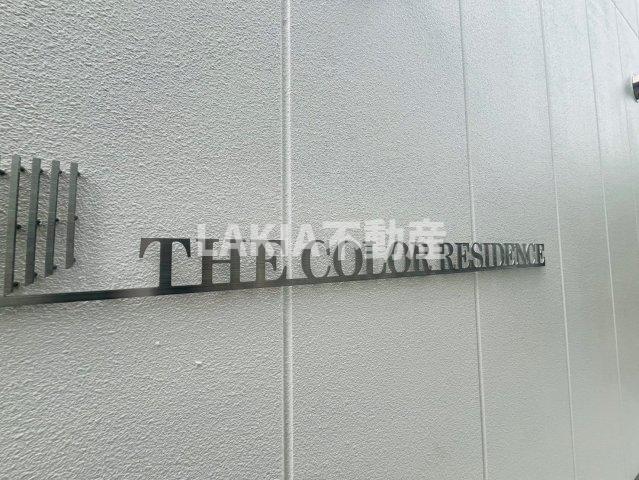 LAKIA不動産
THE COLOR RESIDENCE